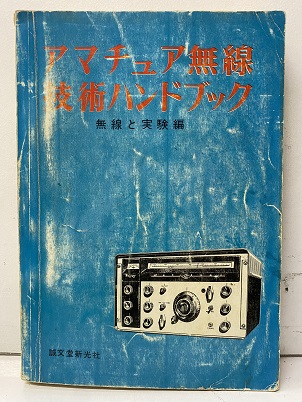 アマチュア無線
技術ハンドブック
無線と実験編
誠文堂新光社